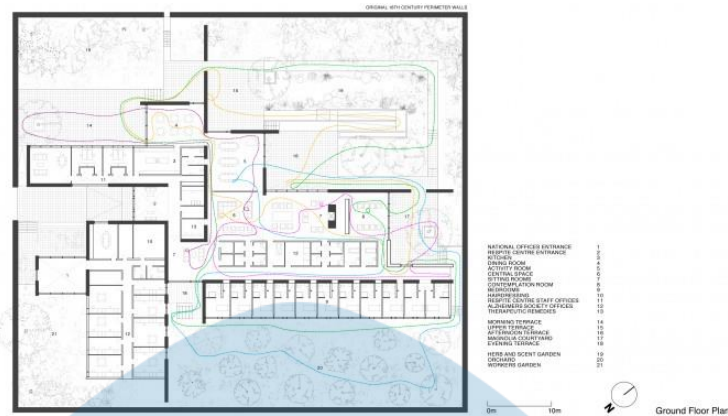 ORIGINAL 18TH CENTURY PERIMETER WALLS
NATIONAL OFFICES ENTRANCE 1
RESPITE CENTRE ENTRANCE 2
KITCHEN 3
DINING ROOM 4
ACTIVITY ROOM 5
CENTRAL SPACE 6
SITTING ROOMS 7
CONTEMPLATION ROOM 8
BEDROOMS 9
HAIRDRESSING 10
RESPITE CENTRE STAFF OFFICES 11
ALZHEIMERS SOCIETY OFFICES 12
THERAPEUTIC REMEDIES 13
MORNING TERRACE 14
UPPER TERRACE 15
AFTERNOON TERRACE 16
MAGNOLIA COURTYARD 17
EVENING TERRACE 18
HERB AND SCENT GARDEN 19
ORCHARD 20
WORKERS GARDEN 21
0m 10m
N
Ground Floor Plan